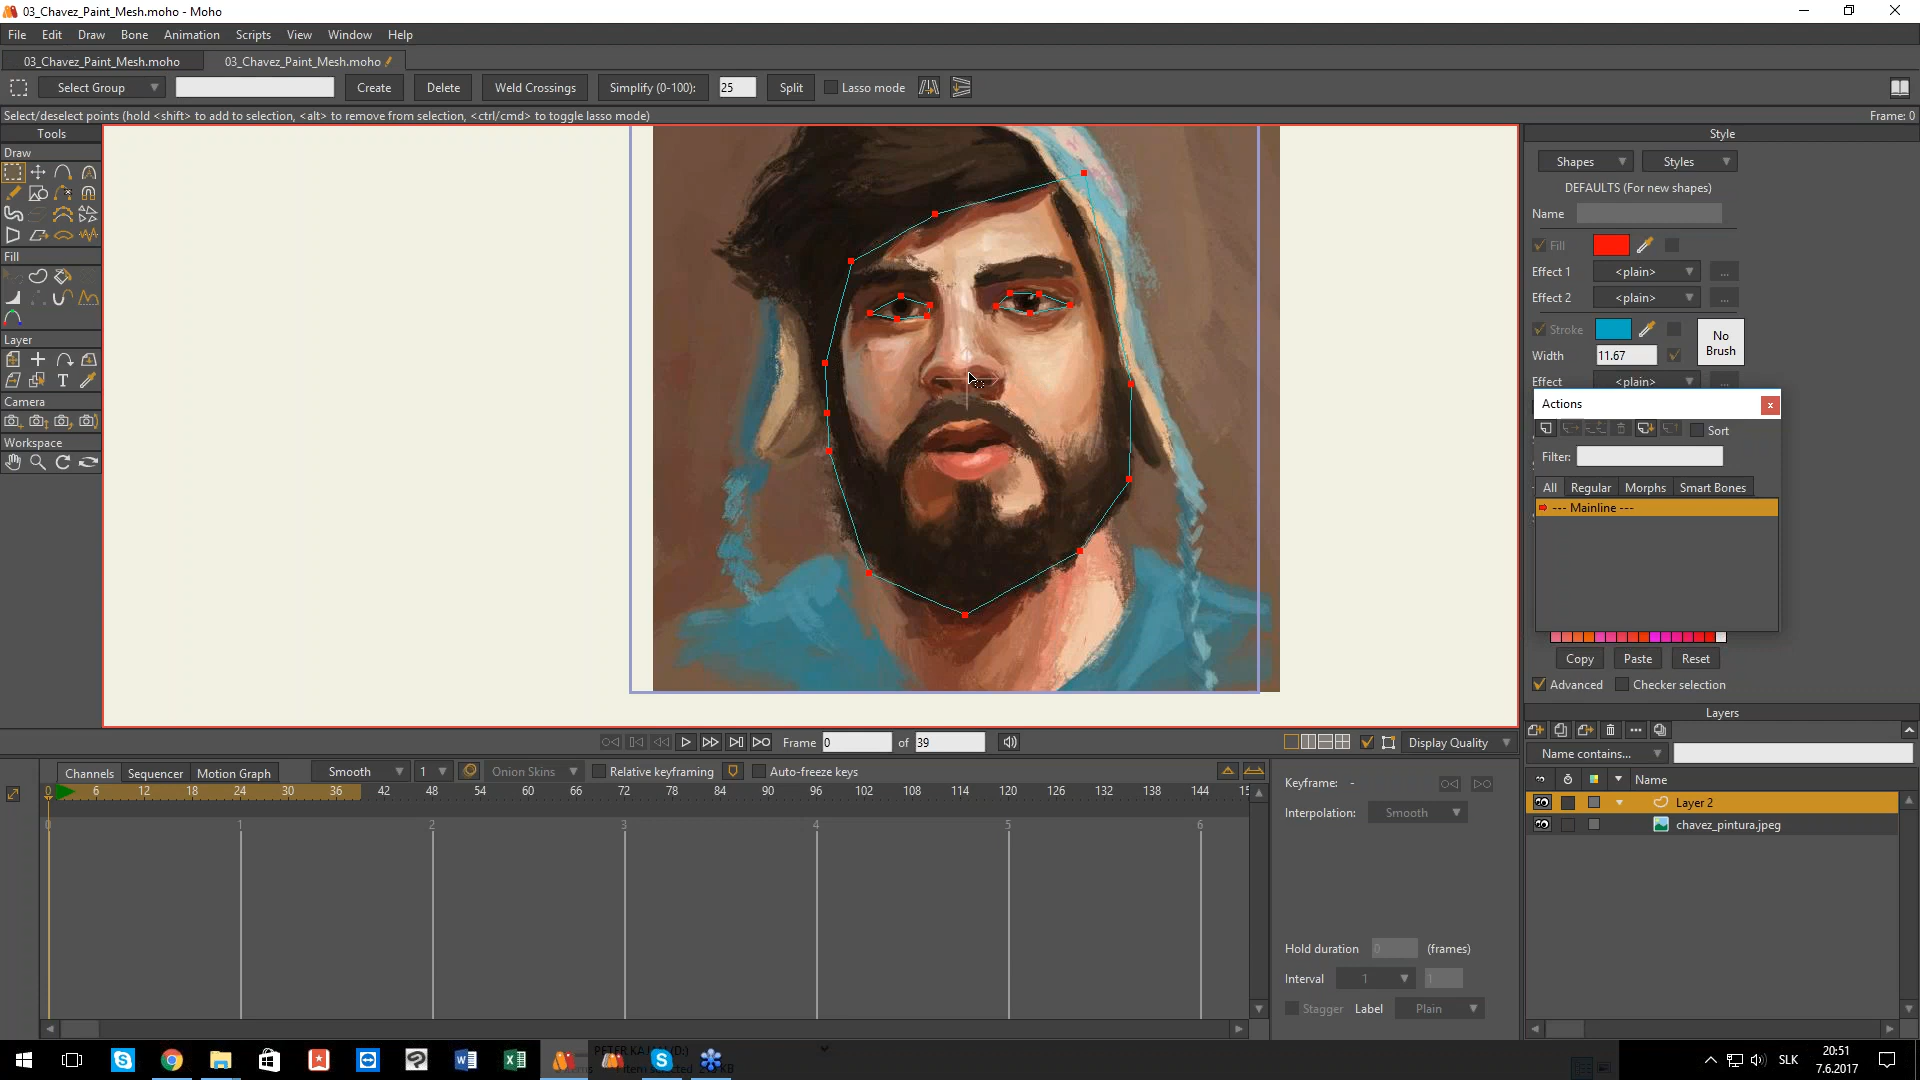 03_Chavez_Paint_Mesh.moho - Moho
File Edit Draw Bone Animation Scripts View Window Help
03_Chavez_Paint_Mesh.moho 03_Chavez_Paint_Mesh.moho
Select Group Create Delete Weld Crossings Simplify (0-100): 25 Split Lasso mode
Select/deselect points (hold <shift> to add to selection, <alt> to remove from selection, <ctrl/cmd> to toggle lasso mode) Frame: 0
Tools
Draw
Fill
Layer
T
Camera
Workspace
Style
Shapes Styles
DEFAULTS (For new shapes)
Name
Fill
Effect 1 <plain> ...
Effect 2 <plain> ...
Stroke
No Brush
Width 11.67
Effect <plain> ...
Actions x
Sort
Filter:
All Regular Morphs Smart Bones
--- Mainline ---
Copy Paste Reset
Advanced Checker selection
Layers
Name contains...
Name
Layer 2
chavez_pintura.jpeg
Frame 0 of 39 Display Quality
Channels Sequencer Motion Graph Smooth 1 Onion Skins Relative keyframing Auto-freeze keys
0 6 12 18 24 30 36 42 48 54 60 66 72 78 84 90 96 102 108 114 120 126 132 138 144 15
0 1 2 3 4 5 6
Keyframe: -
Interpolation: Smooth
Hold duration 0 (frames)
Interval 1 1
Stagger Label Plain
SLK
20:51
7.6.2017